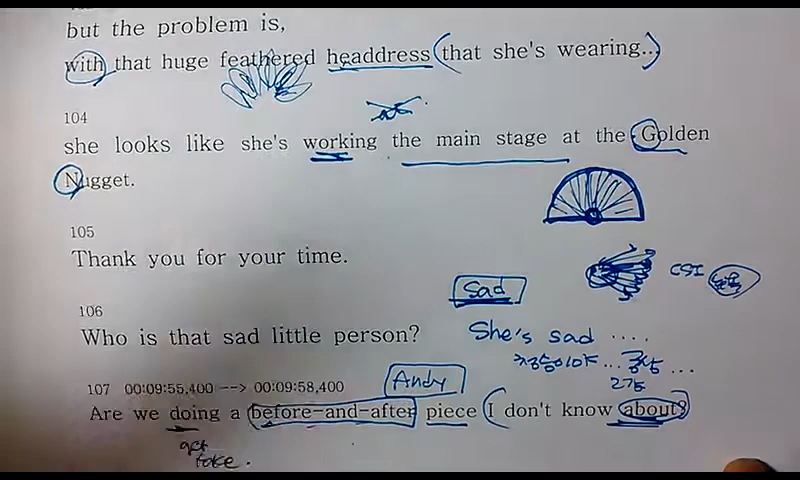 but the problem is,
with that huge feathered headdress (that she's wearing...)
104
she looks like she's working the main stage at the Golden
Nugget.
105
Thank you for your time.
CSI
Sad
106
Who is that sad little person? She's sad ....
Andy
107 00:09:55,400 --> 00:09:58,400
Are we doing a before-and-after piece (I don't know about?
get
take.